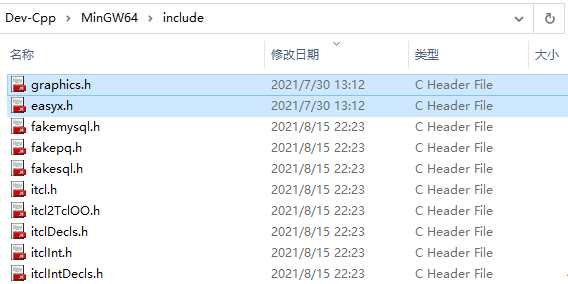 Dev-Cpp > MinGW64 > include
名称 修改日期 类型 大小
graphics.h 2021/7/30 13:12 C Header File
easyx.h 2021/7/30 13:12 C Header File
fakemysql.h 2021/8/15 22:23 C Header File
fakepq.h 2021/8/15 22:23 C Header File
fakesql.h 2021/8/15 22:23 C Header File
itcl.h 2021/8/15 22:23 C Header File
itcl2TclOO.h 2021/8/15 22:23 C Header File
itclDecls.h 2021/8/15 22:23 C Header File
itclInt.h 2021/8/15 22:23 C Header File
itclIntDecls.h 2021/8/15 22:23 C Header File